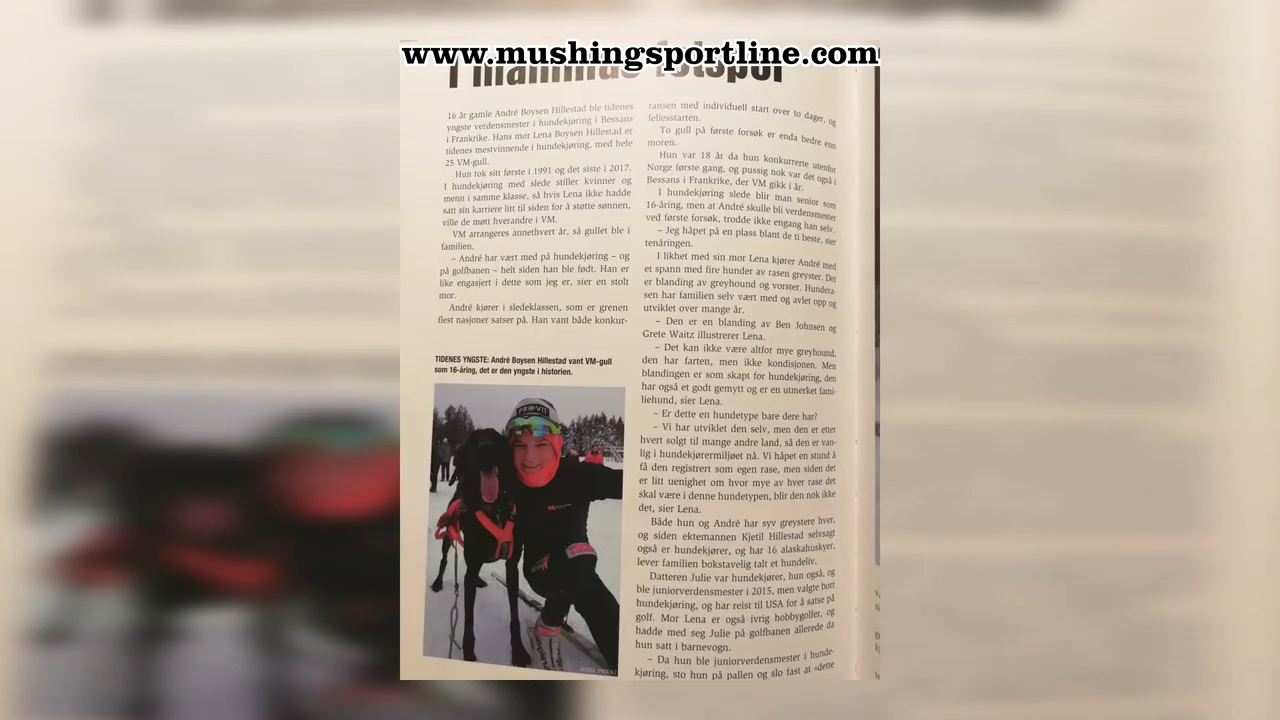 www.mushingsportline.com
I mammas fotspor
16 år gamle André Boysen Hillestad ble tidenes
yngste verdensmester i hundekjøring i Bessans
i Frankrike. Hans mor Lena Boysen Hillestad er
tidenes mestvinnende i hundekjøring, med hele
25 VM-gull.
Hun tok sitt første i 1991 og det siste i 2017.
I hundekjøring med slede stiller kvinner og
menn i samme klasse, så hvis Lena ikke hadde
satt sin karriere litt til siden for å støtte sønnen,
ville de møtt hverandre i VM.
VM arrangeres annethvert år, så gullet ble i
familien.
– André har vært med på hundekjøring – og
på golfbanen – helt siden han ble født. Han er
like engasjert i dette som jeg er, sier en stolt
mor.
André kjører i sledeklassen, som er grenen
flest nasjoner satser på. Han vant både konkur-
TIDENES YNGSTE: André Boysen Hillestad vant VM-gull
som 16-åring, det er den yngste i historien.
PROVIT
FOTO: PRIVAT
ransen med individuell start over to dager, og
fellesstarten.
To gull på første forsøk er enda bedre enn
moren.
Hun var 18 år da hun konkurrerte utenfor
Norge første gang, og pussig nok var det også i
Bessans i Frankrike, der VM gikk i år.
I hundekjøring slede blir man senior som
16-åring, men at André skulle bli verdensmester
ved første forsøk, trodde ikke engang han selv.
– Jeg håpet på en plass blant de ti beste, sier
tenåringen.
I likhet med sin mor Lena kjører André med
et spann med fire hunder av rasen greyster. Det
er blanding av greyhound og vorster. Hundera-
sen har familien selv vært med og avlet opp og
utviklet over mange år.
– Den er en blanding av Ben Johnsen og
Grete Waitz illustrerer Lena.
– Det kan ikke være altfor mye greyhound,
den har farten, men ikke kondisjonen. Men
blandingen er som skapt for hundekjøring, den
har også et godt gemytt og er en utmerket fami-
liehund, sier Lena.
– Er dette en hundetype bare dere har?
– Vi har utviklet den selv, men den er etter
hvert solgt til mange andre land, så den er van-
lig i hundekjørermiljøet nå. Vi håpet en stund å
få den registrert som egen rase, men siden det
er litt uenighet om hvor mye av hver rase det
skal være i denne hundetypen, blir den nok ikke
det, sier Lena.
Både hun og André har syv greystere hver,
og siden ektemannen Kjetil Hillestad selvsagt
også er hundekjører, og har 16 alaskahuskyer,
lever familien bokstavelig talt et hundeliv.
Datteren Julie var hundekjører, hun også, og
ble juniorverdensmester i 2015, men valgte bort
hundekjøring, og har reist til USA for å satse på
golf. Mor Lena er også ivrig hobbygolfer, og
hadde med seg Julie på golfbanen allerede da
hun satt i barnevogn.
– Da hun ble juniorverdensmester i hunde-
kjøring, sto hun på pallen og slo fast at «dette